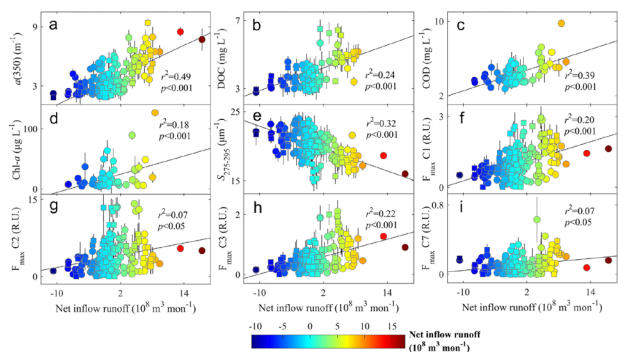 a
9
6
3
a(350) (m⁻¹)
r²=0.49
p<0.001
b
7
5
3
DOC (mg L⁻¹)
r²=0.24
p<0.001
c
10
6
2
COD (mg L⁻¹)
r²=0.39
p<0.001
d
100
0
Chl-a (μg L⁻¹)
r²=0.18
p<0.001
e
25
15
S₂₇₅₋₂₉₅ (μm⁻¹)
r²=0.32
p<0.001
f
3
0
Fmax C1 (R.U.)
r²=0.20
p<0.001
g
15
0
Fmax C2 (R.U.)
r²=0.07
p<0.05
h
2
0
Fmax C3 (R.U.)
r²=0.22
p<0.001
i
0.8
0
Fmax C7 (R.U.)
r²=0.07
p<0.05
-10 2 14
-10 2 14
-10 2 14
Net inflow runoff (10⁸ m³ mon⁻¹)
Net inflow runoff (10⁸ m³ mon⁻¹)
Net inflow runoff (10⁸ m³ mon⁻¹)
-10 -5 0 5 10 15
Net inflow runoff
(10⁸ m³ mon⁻¹)